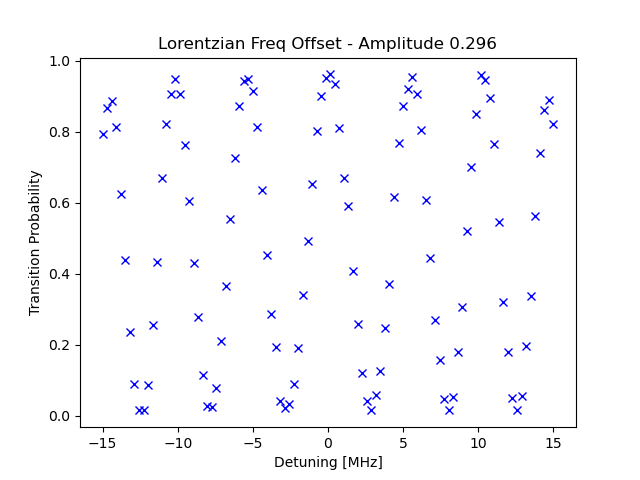 Lorentzian Freq Offset - Amplitude 0.296
1.0
0.8
0.6
0.4
0.2
0.0
Transition Probability
−15 −10 −5 0 5 10 15
Detuning [MHz]